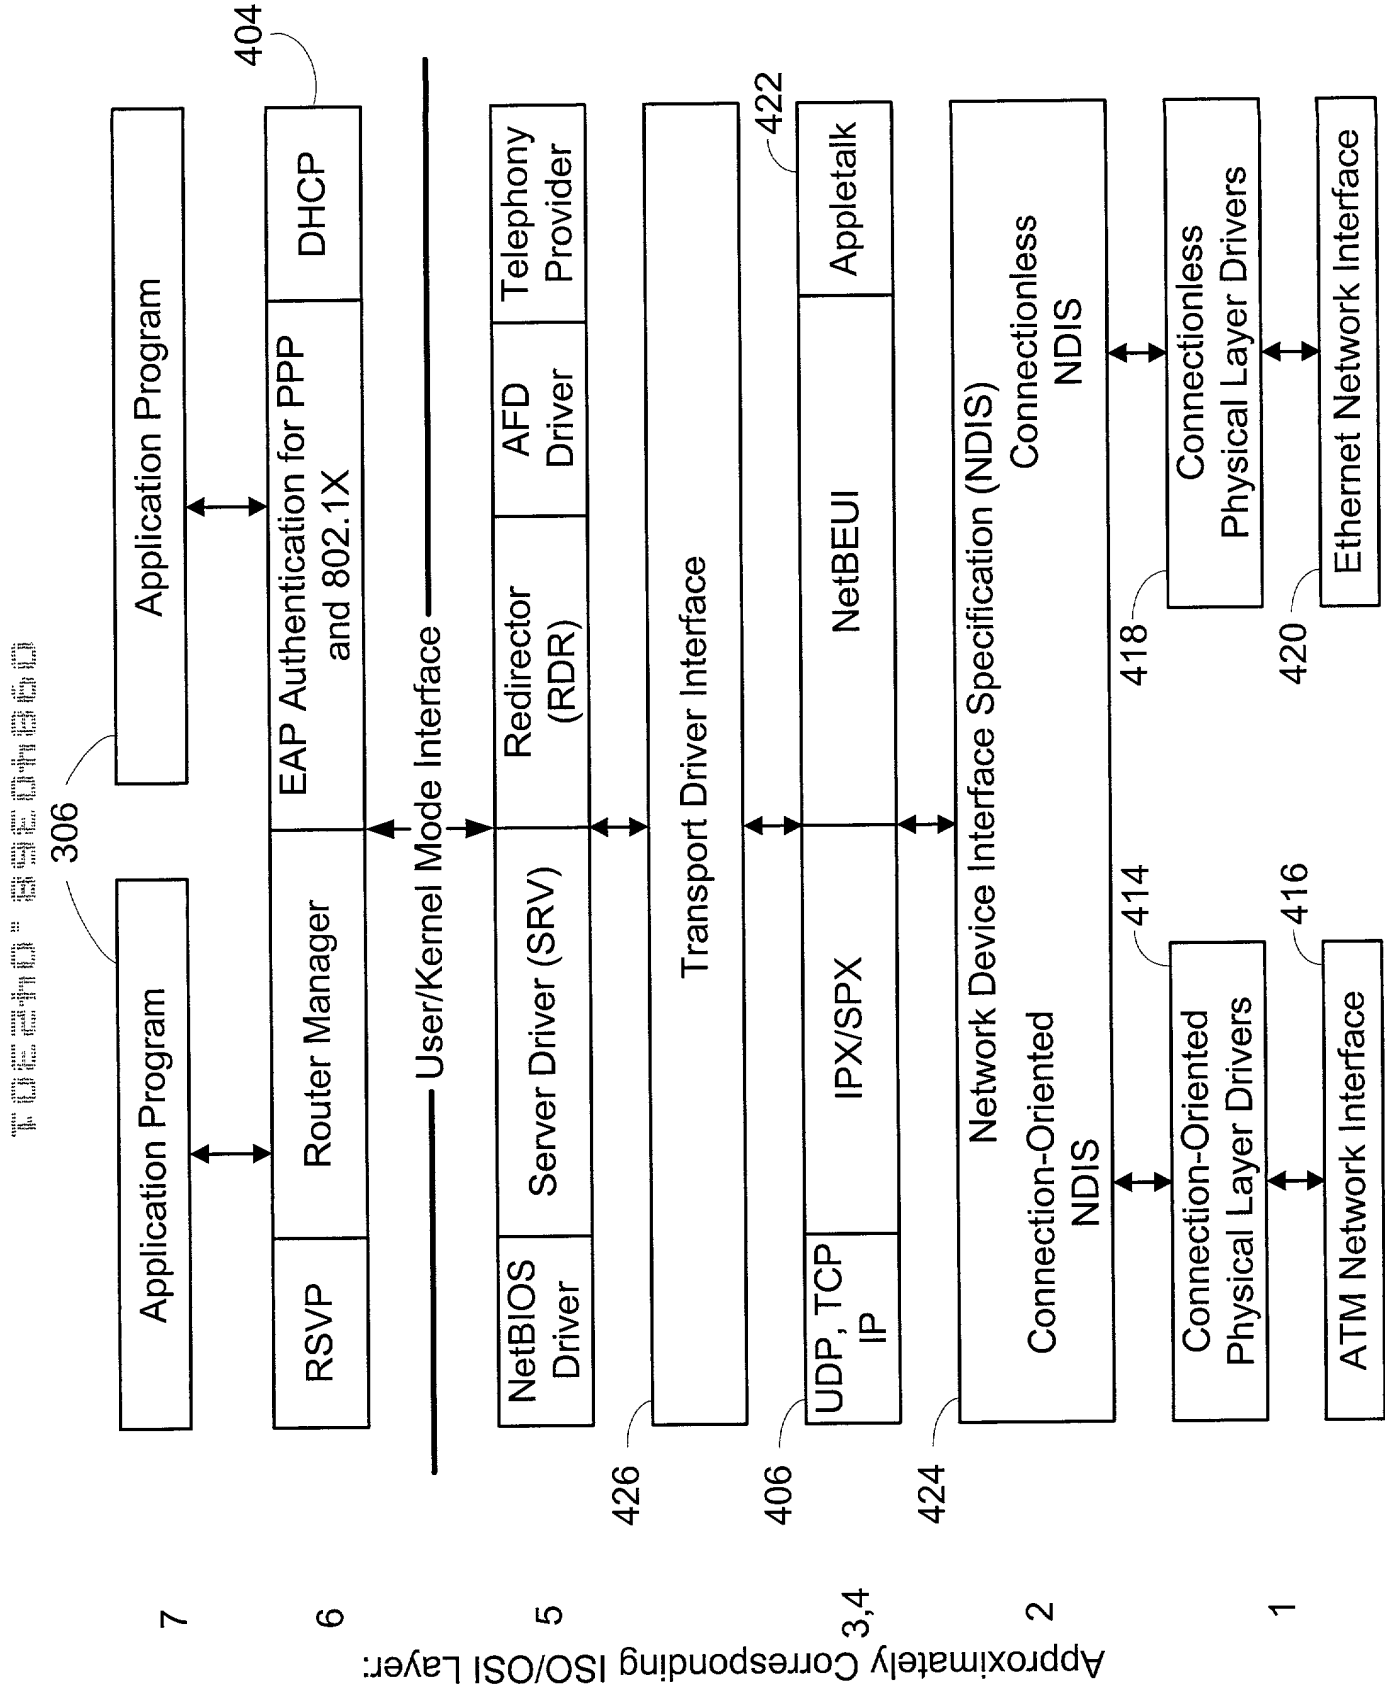 306
Application Program
Application Program
404
RSVP
Router Manager
EAP Authentication for PPP
and 802.1X
DHCP
User/Kernel Mode Interface
NetBIOS
Driver
Server Driver (SRV)
Redirector
(RDR)
AFD
Driver
Telephony
Provider
426
Transport Driver Interface
406
422
UDP, TCP
IP
IPX/SPX
NetBEUI
Appletalk
424
Network Device Interface Specification (NDIS)
Connection-Oriented
NDIS
Connectionless
NDIS
414
418
Connection-Oriented
Physical Layer Drivers
Connectionless
Physical Layer Drivers
416
420
ATM Network Interface
Ethernet Network Interface
Approximately Corresponding ISO/OSI Layer:
7
6
5
3,4
2
1